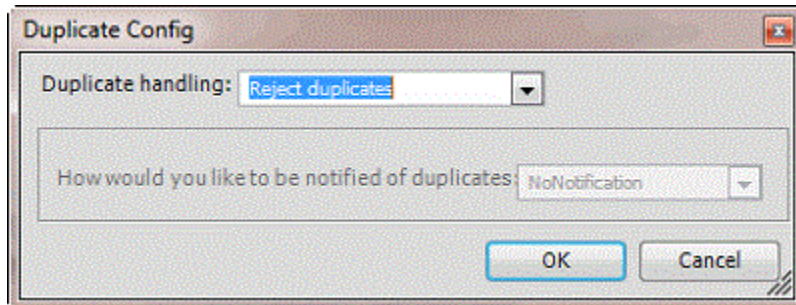 Duplicate Config
Duplicate handling: Reject duplicates
How would you like to be notified of duplicates: NoNotification
OK Cancel